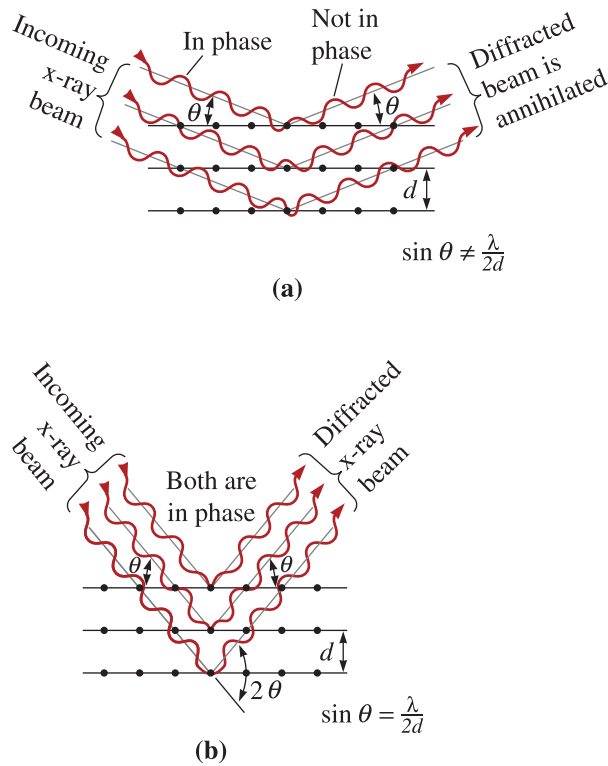 Incoming
x-ray
beam
In phase
Not in
phase
Diffracted
beam is
annihilated
θ
θ
d
sin θ ≠ λ/2d
(a)
Incoming
x-ray
beam
Both are
in phase
Diffracted
x-ray
beam
θ
θ
d
2θ
sin θ = λ/2d
(b)